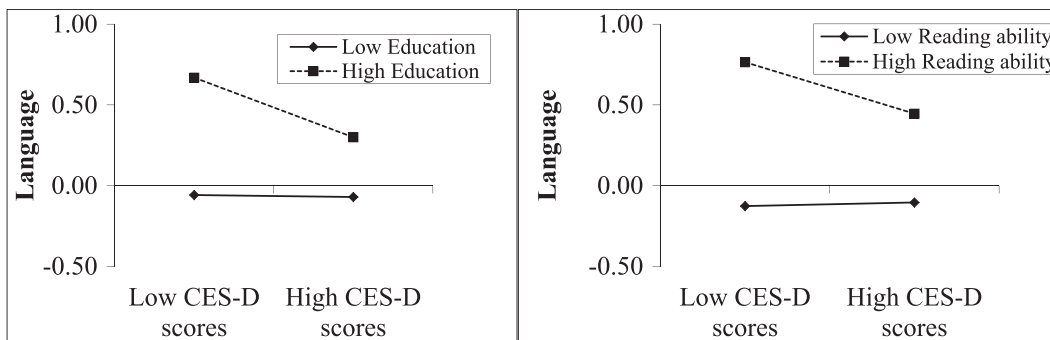 1.00
0.50
0.00
-0.50
Language
Low Education
High Education
Low CES-D scores
High CES-D scores
1.00
0.50
0.00
-0.50
Language
Low Reading ability
High Reading ability
Low CES-D scores
High CES-D scores